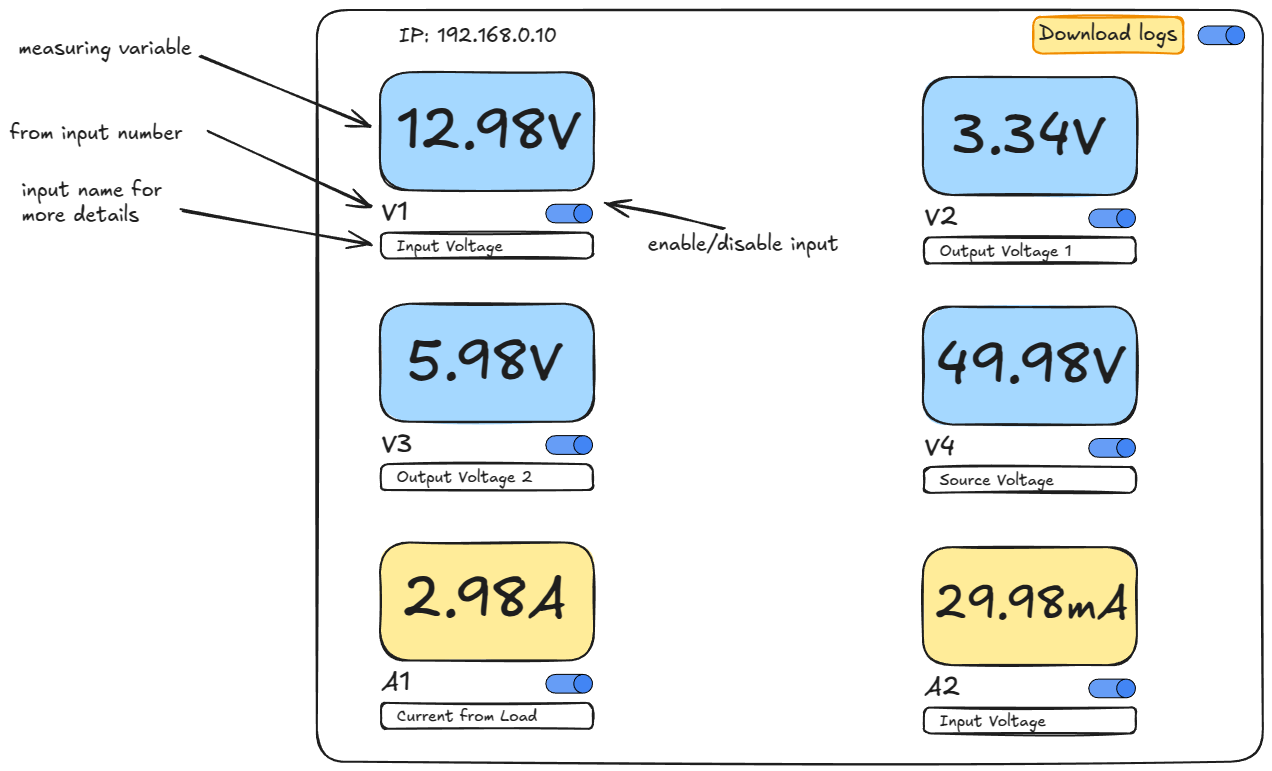 IP: 192.168.0.10
Download logs
measuring variable
12.98V
3.34V
from input number
input name for
more details
V1
V2
enable/disable input
Input Voltage
Output Voltage 1
5.98V
49.98V
V3
V4
Output Voltage 2
Source Voltage
2.98A
29.98mA
A1
A2
Current from Load
Input Voltage